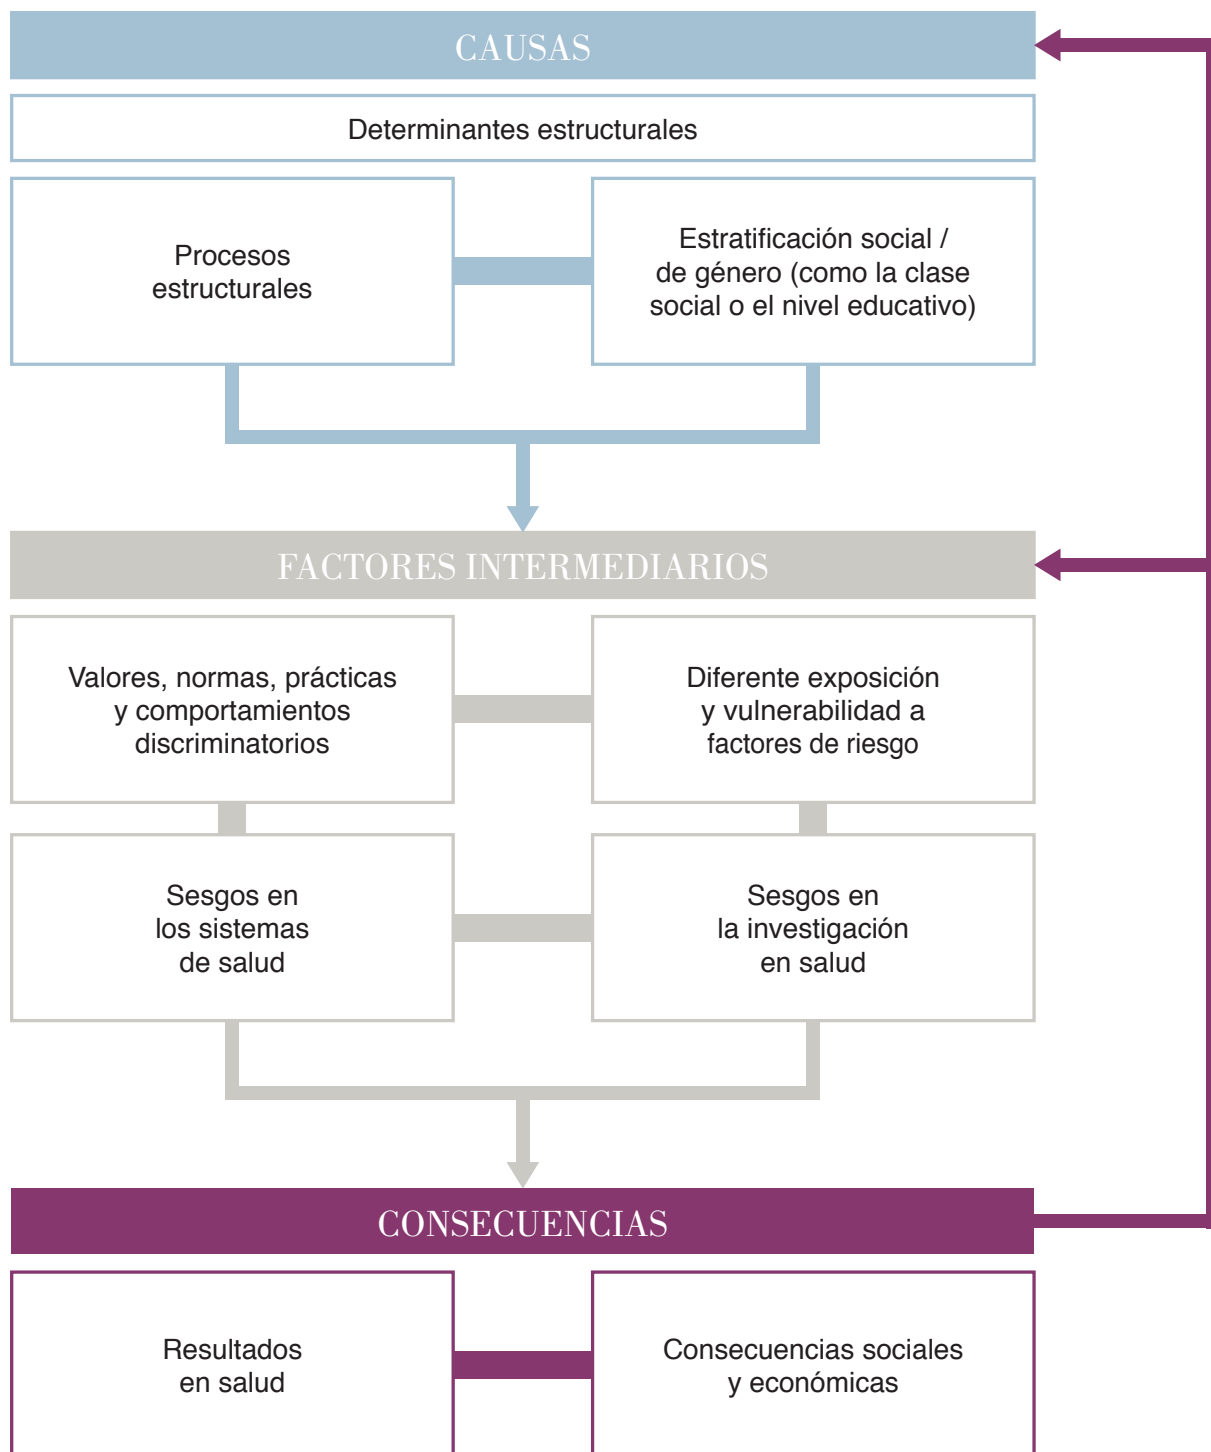 CAUSAS
Determinantes estructurales
Procesos
estructurales
Estratificación social /
de género (como la clase
social o el nivel educativo)
FACTORES INTERMEDIARIOS
Valores, normas, prácticas
y comportamientos
discriminatorios
Diferente exposición
y vulnerabilidad a
factores de riesgo
Sesgos en
los sistemas
de salud
Sesgos en
la investigación
en salud
CONSECUENCIAS
Resultados
en salud
Consecuencias sociales
y económicas